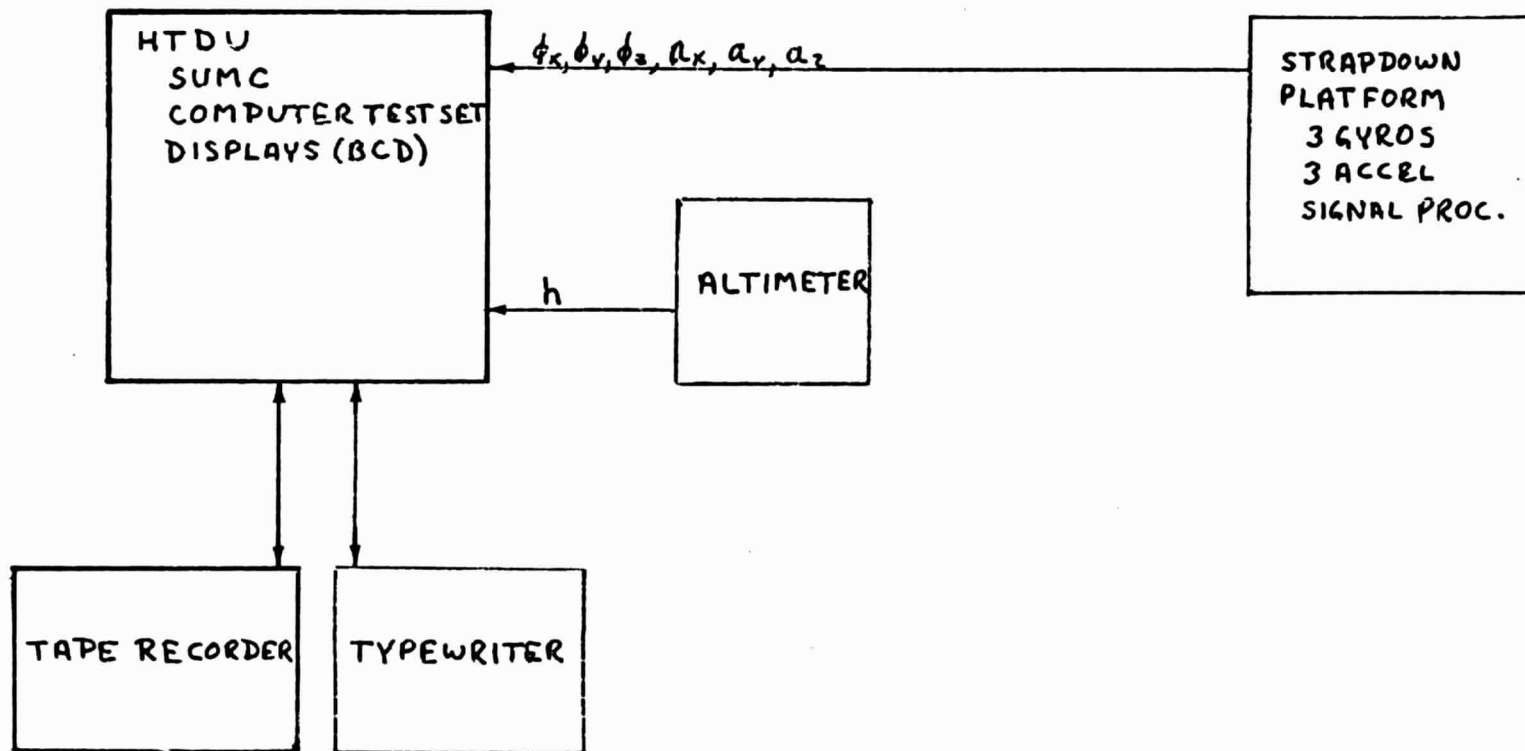 HTDU
SUMC
COMPUTER TEST SET
DISPLAYS (BCD)
ϕx, ϕy, ϕz, ax, ay, az
STRAPDOWN
PLATFORM
3 GYROS
3 ACCEL
SIGNAL PROC.
h
ALTIMETER
TAPE RECORDER
TYPEWRITER